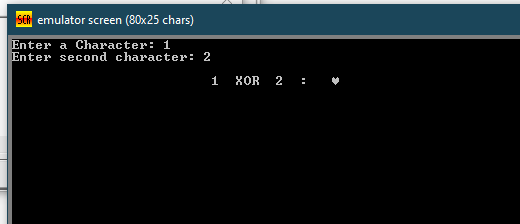 emulator screen (80x25 chars)
Enter a Character: 1
Enter second character: 2
1 XOR 2 : ♥